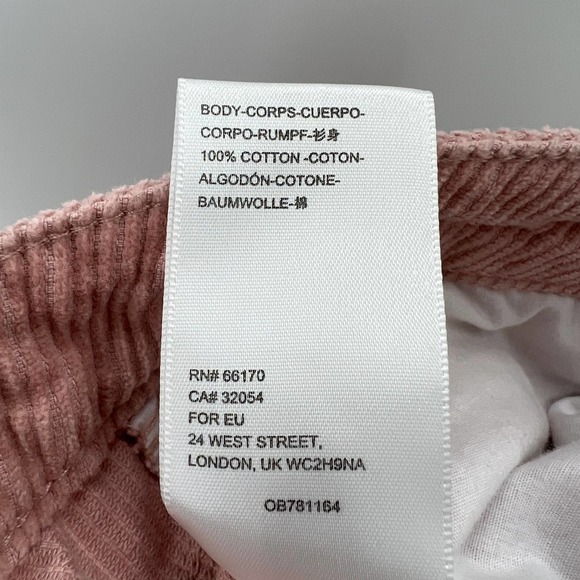 BODY-CORPS-CUERPO-
CORPO-RUMPF-衫身
100% COTTON -COTON-
ALGODÓN-COTONE-
BAUMWOLLE-棉
RN# 66170
CA# 32054
FOR EU
24 WEST STREET,
LONDON, UK WC2H9NA
OB781164